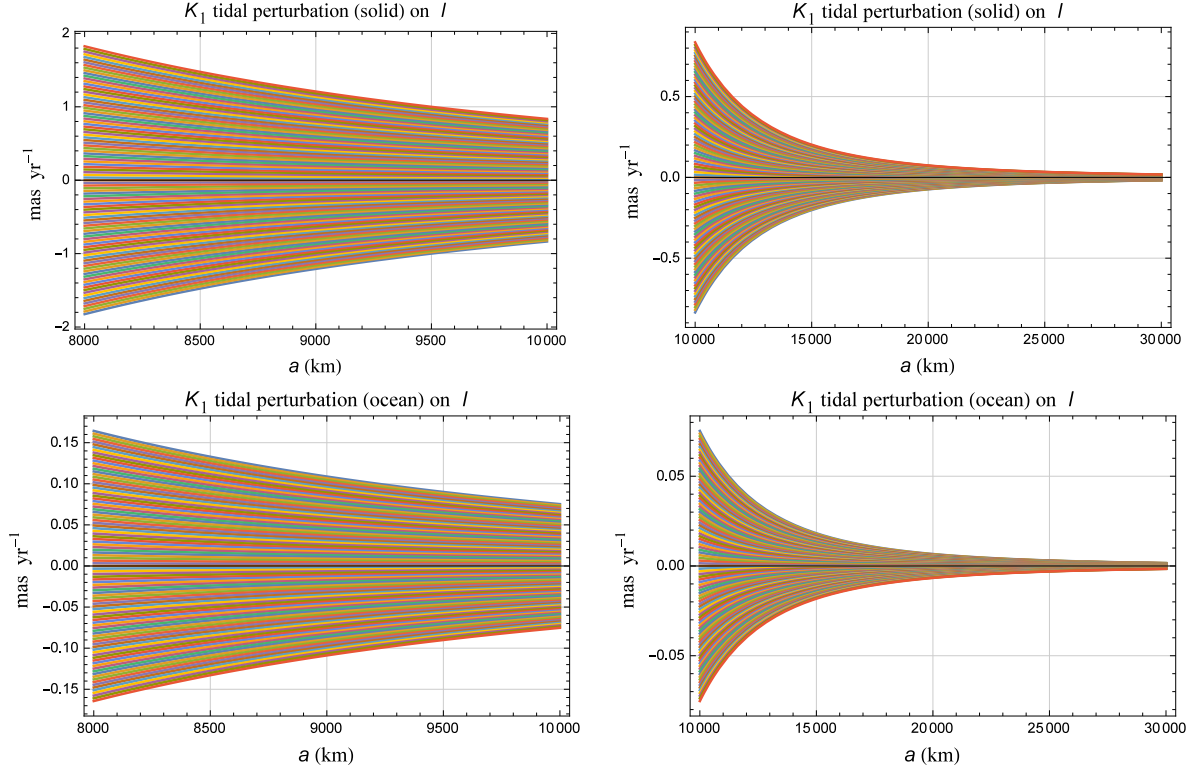 K₁ tidal perturbation (solid) on I
2
1
0
−1
−2
mas yr⁻¹
8000 8500 9000 9500 10 000
a (km)
K₁ tidal perturbation (solid) on I
0.5
0.0
−0.5
mas yr⁻¹
10 000 15 000 20 000 25 000 30 000
a (km)
K₁ tidal perturbation (ocean) on I
0.15
0.10
0.05
0.00
−0.05
−0.10
−0.15
mas yr⁻¹
8000 8500 9000 9500 10 000
a (km)
K₁ tidal perturbation (ocean) on I
0.05
0.00
−0.05
mas yr⁻¹
10 000 15 000 20 000 25 000 30 000
a (km)